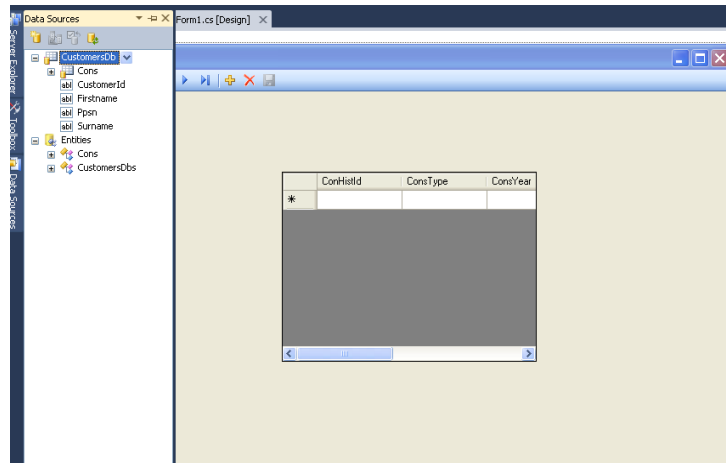 Data Sources
Form1.cs [Design]
Server Explorer
Toolbox
Data Sources
CustomersDb
Cons
CustomerId
Firstname
Ppsn
Surname
Entities
Cons
CustomersDbs
ConHistId ConsType ConsYear